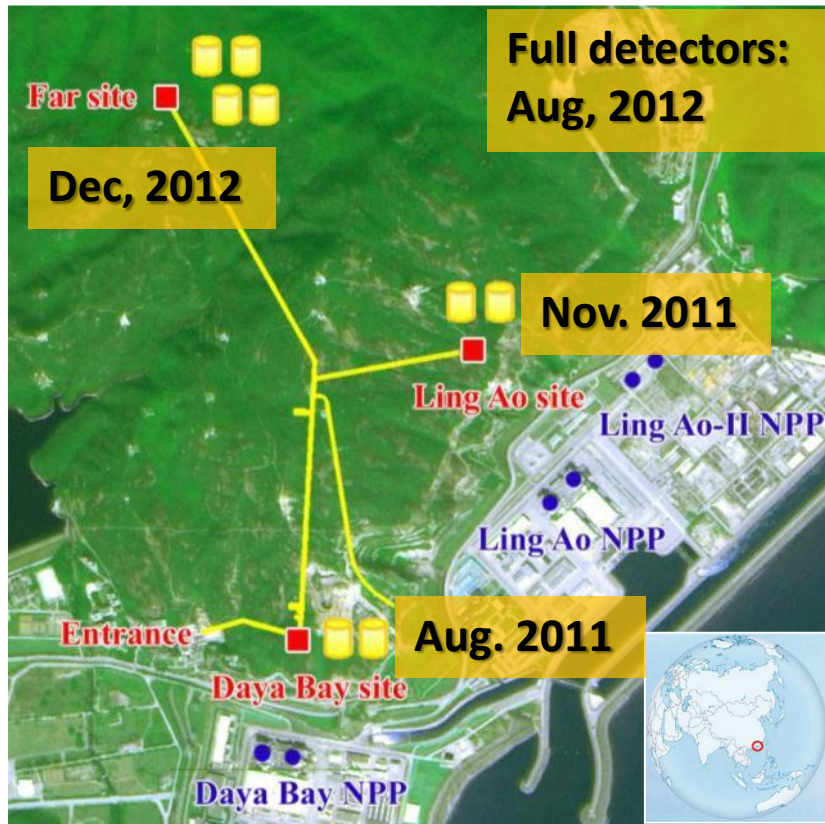 Full detectors:
Aug, 2012
Far site
Dec, 2012
Nov. 2011
Ling Ao site
Ling Ao-II NPP
Ling Ao NPP
Aug. 2011
Entrance
Daya Bay site
Daya Bay NPP